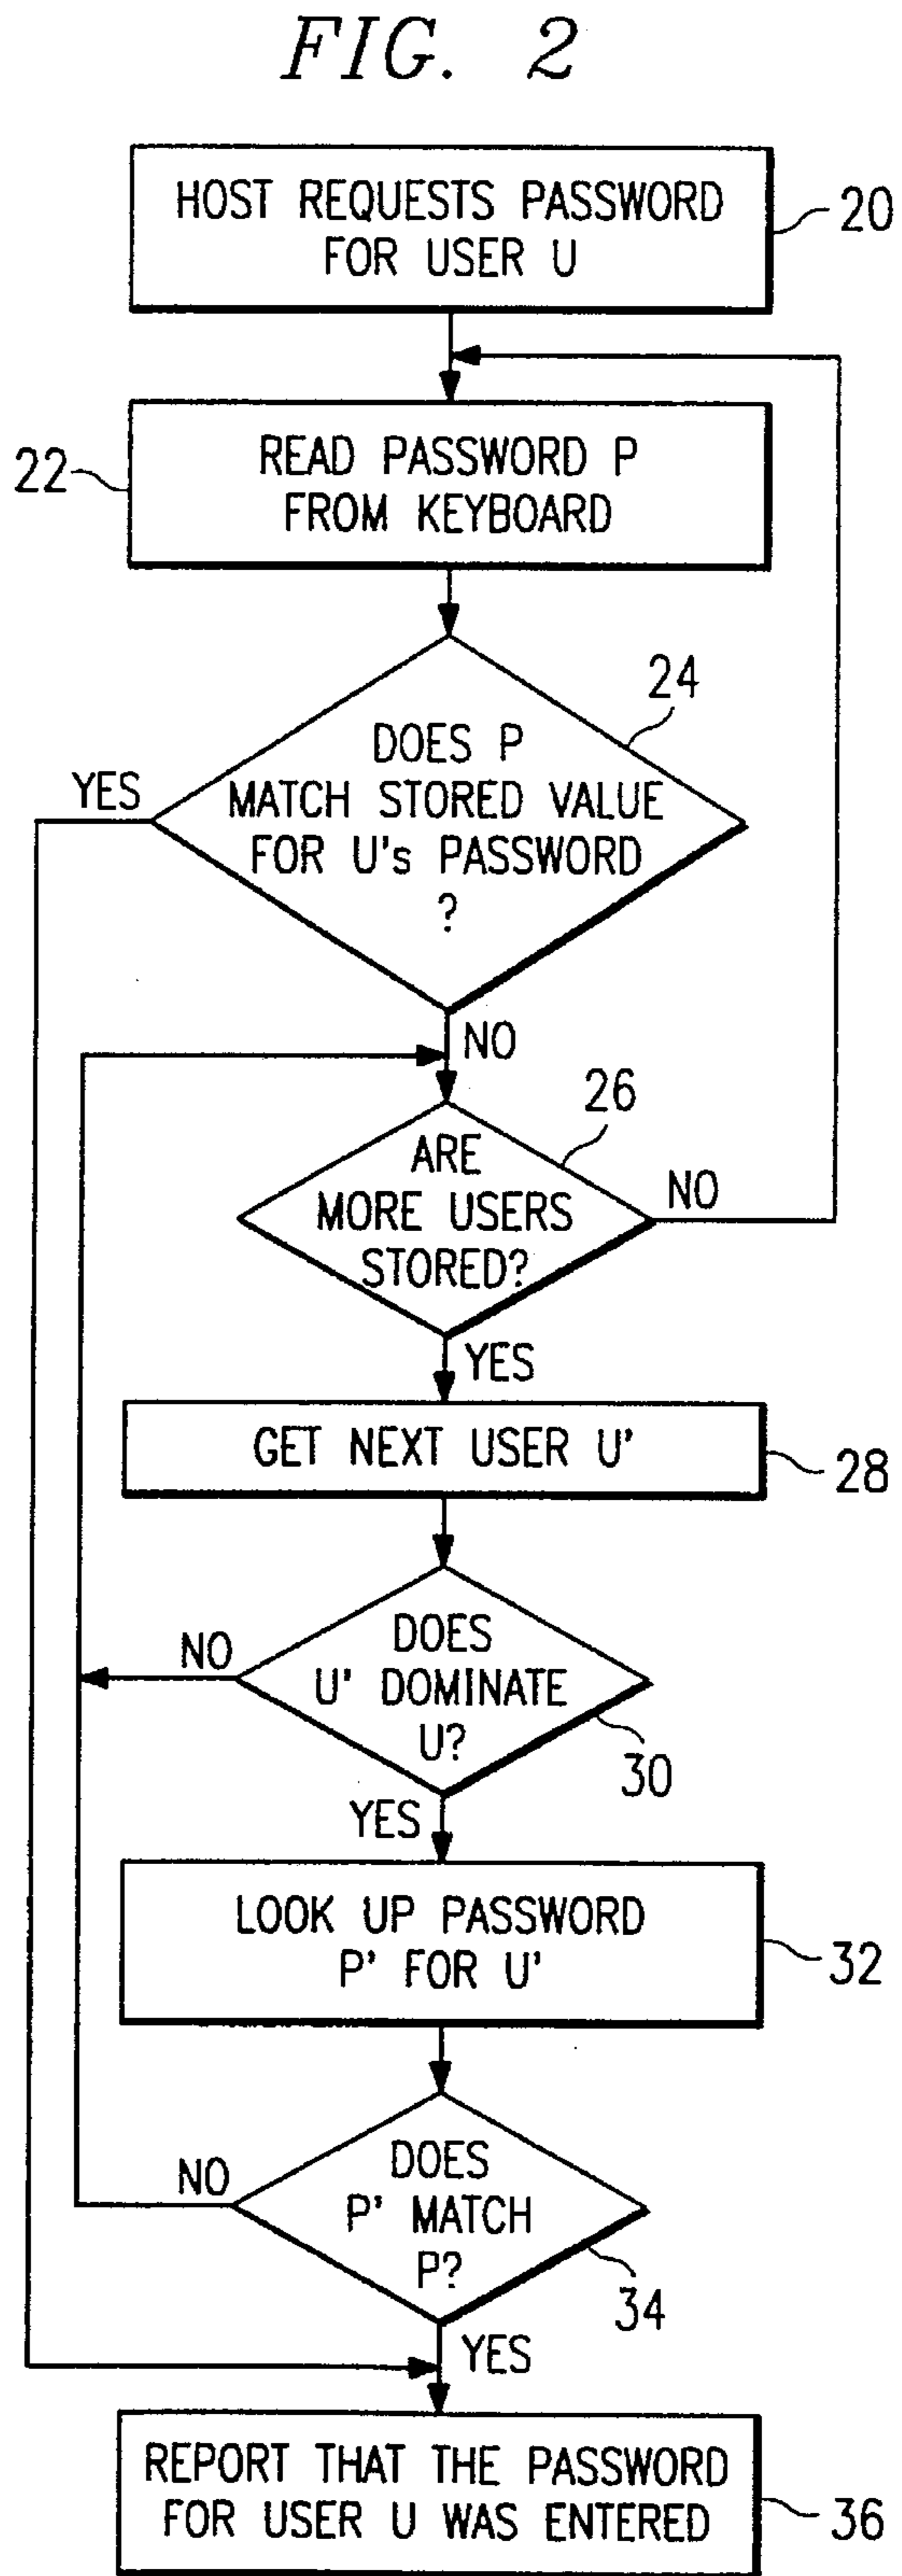 FIG. 2
HOST REQUESTS PASSWORD
FOR USER U
20
22
READ PASSWORD P
FROM KEYBOARD
24
DOES P
MATCH STORED VALUE
FOR U's PASSWORD
?
YES
NO
26
ARE
MORE USERS
STORED?
NO
YES
GET NEXT USER U'
28
DOES
U' DOMINATE
U?
NO
30
YES
LOOK UP PASSWORD
P' FOR U'
32
DOES
P' MATCH
P?
NO
34
YES
REPORT THAT THE PASSWORD
FOR USER U WAS ENTERED
36